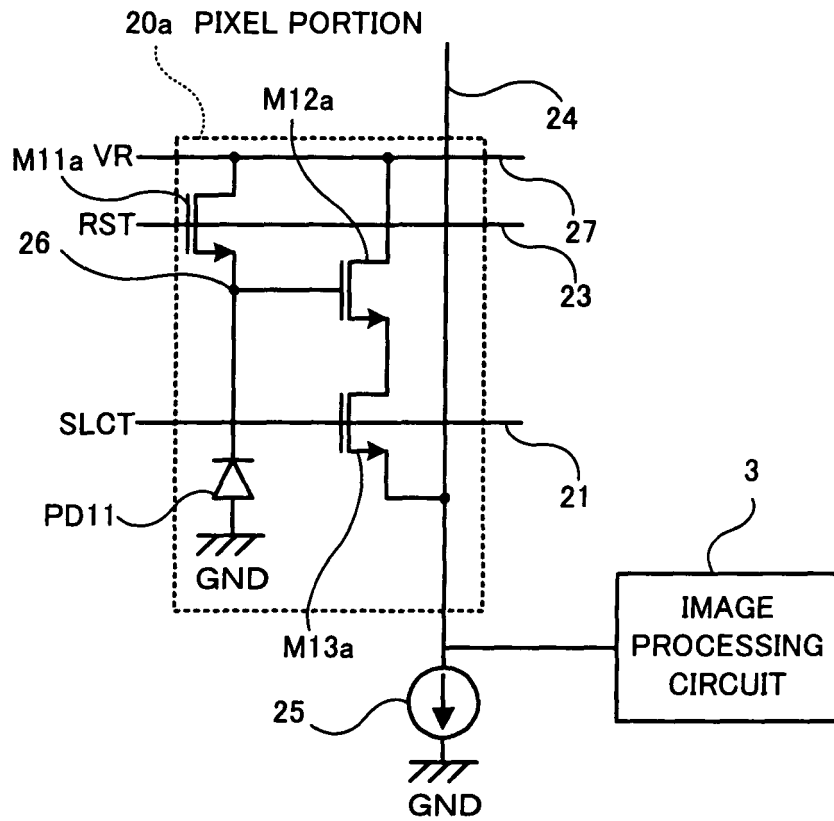 20a PIXEL PORTION
24
M12a
M11a
VR
27
RST
26
23
SLCT
21
PD11
GND
3
M13a
IMAGE
PROCESSING
CIRCUIT
25
GND